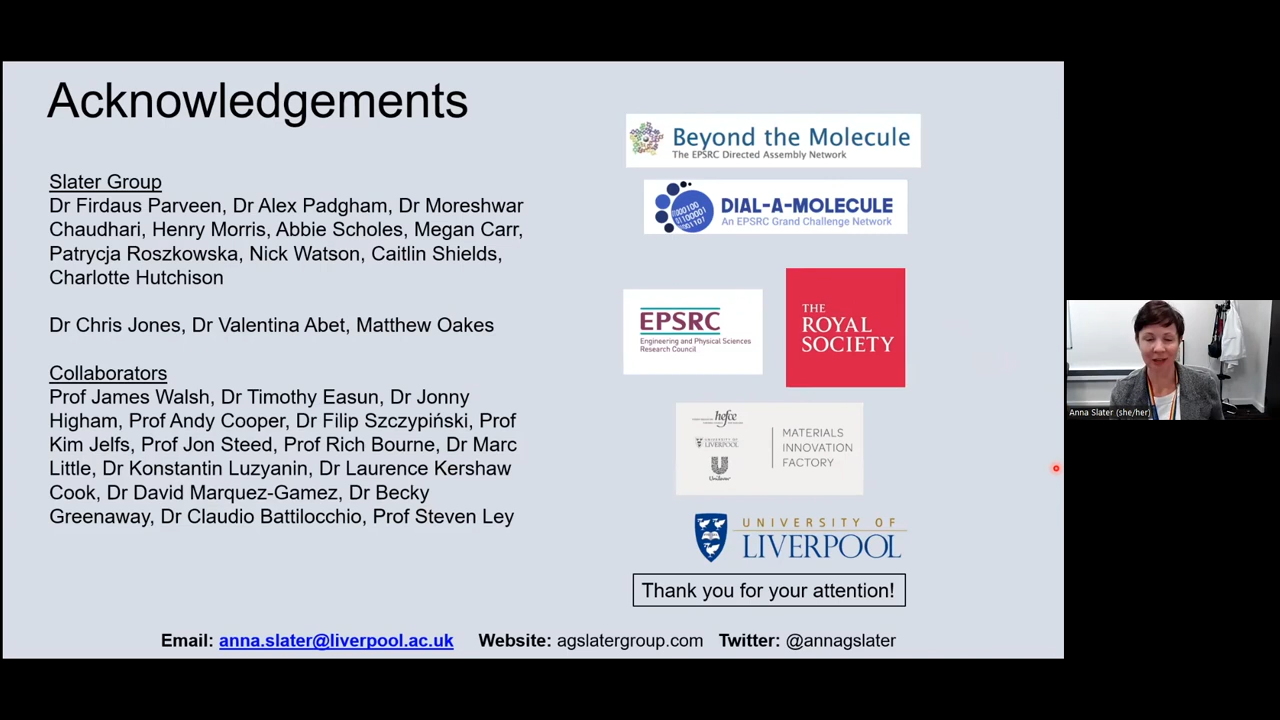 Acknowledgements
Slater Group
Dr Firdaus Parveen, Dr Alex Padgham, Dr Moreshwar
Chaudhari, Henry Morris, Abbie Scholes, Megan Carr,
Patrycja Roszkowska, Nick Watson, Caitlin Shields,
Charlotte Hutchison
Dr Chris Jones, Dr Valentina Abet, Matthew Oakes
Collaborators
Prof James Walsh, Dr Timothy Easun, Dr Jonny
Higham, Prof Andy Cooper, Dr Filip Szczypiński, Prof
Kim Jelfs, Prof Jon Steed, Prof Rich Bourne, Dr Marc
Little, Dr Konstantin Luzyanin, Dr Laurence Kershaw
Cook, Dr David Marquez-Gamez, Dr Becky
Greenaway, Dr Claudio Battilocchio, Prof Steven Ley
Beyond the Molecule
The EPSRC Directed Assembly Network
DIAL-A-MOLECULE
An EPSRC Grand Challenge Network
EPSRC
Engineering and Physical Sciences
Research Council
THE
ROYAL
SOCIETY
hefce
UNIVERSITY OF
LIVERPOOL
Unilever
MATERIALS
INNOVATION
FACTORY
UNIVERSITY OF
LIVERPOOL
Thank you for your attention!
Email: anna.slater@liverpool.ac.uk Website: agslatergroup.com Twitter: @annagslater
Anna Slater (she/her)